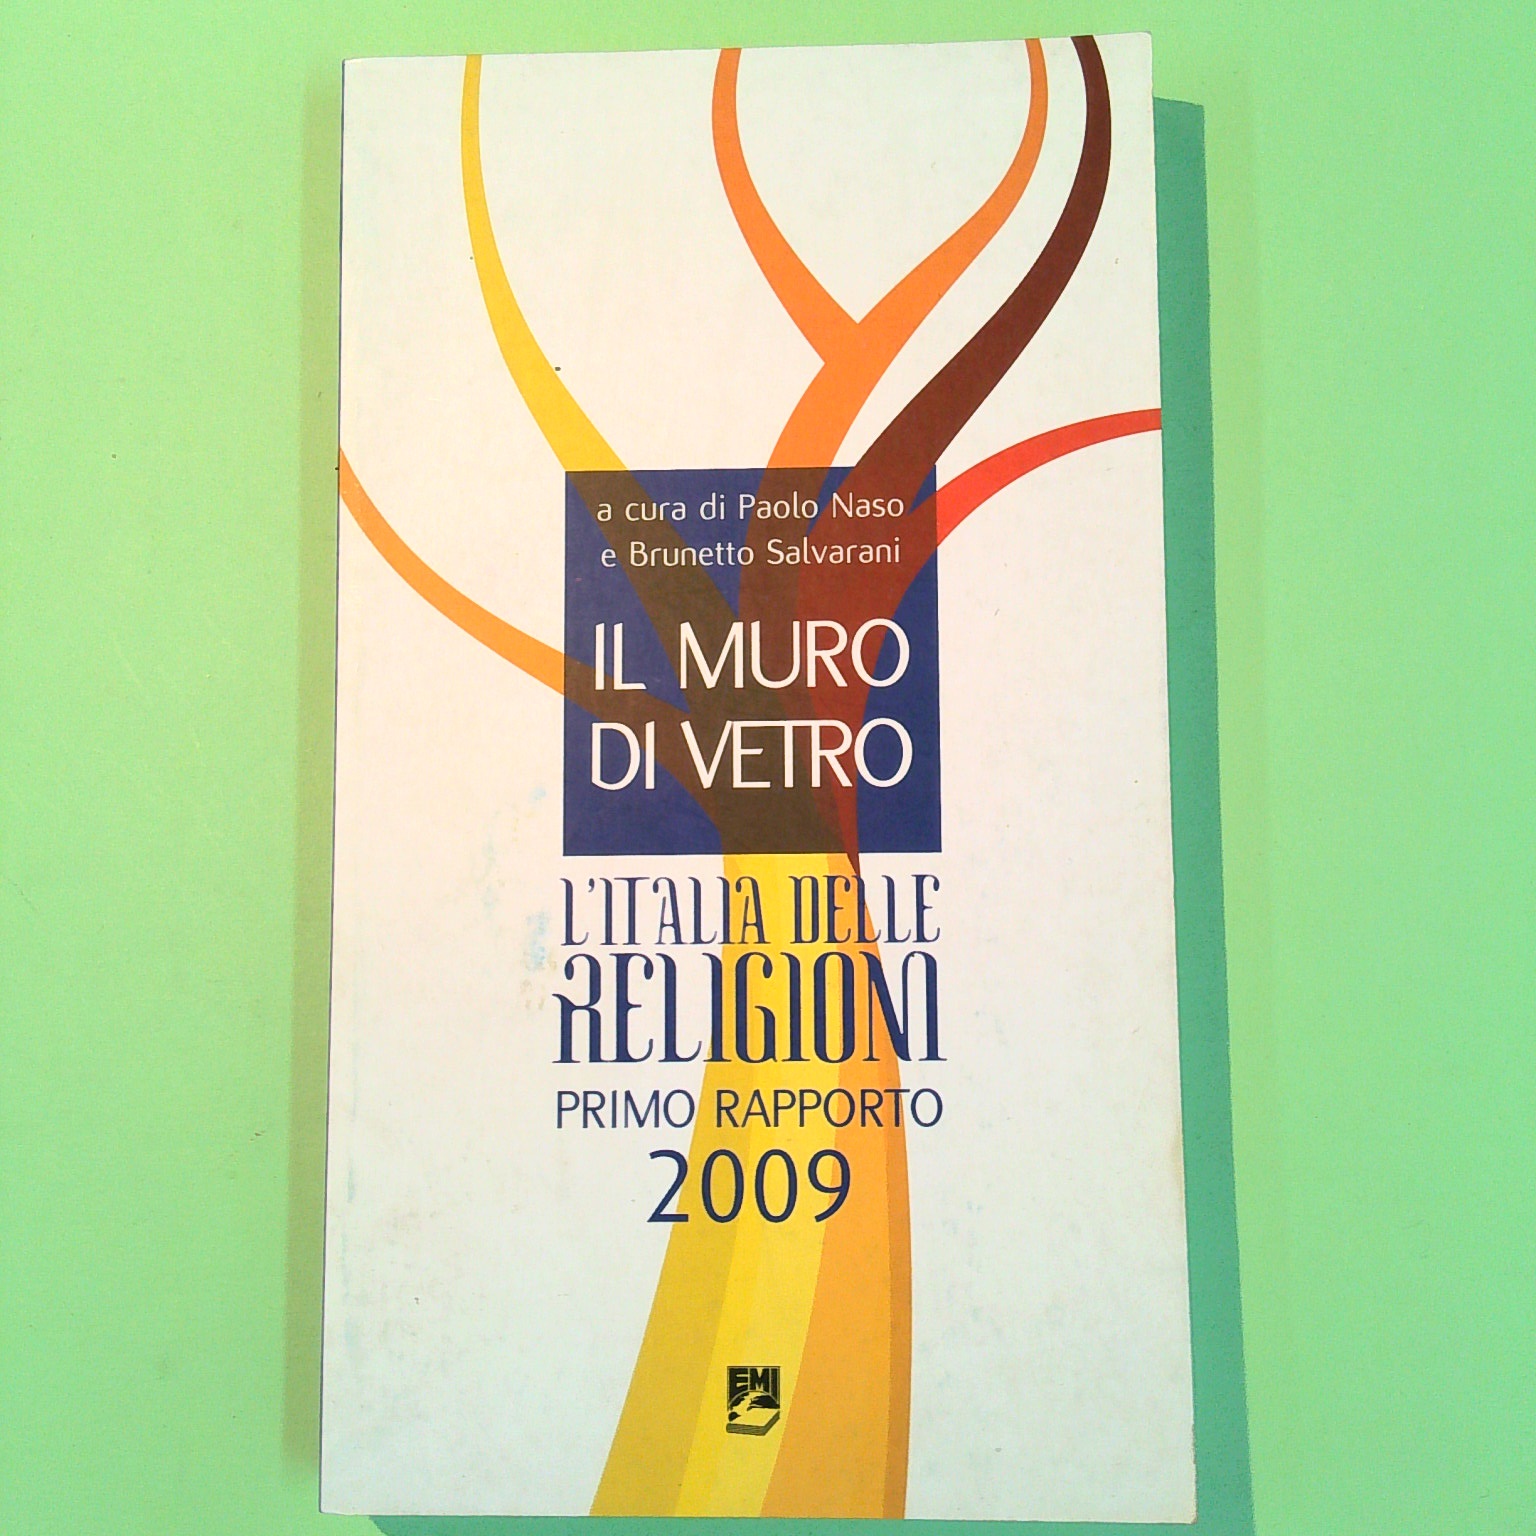 a cura di Paolo Naso
e Brunetto Salvarani
IL MURO
DI VETRO
L'ITALIA DELLE
RELIGIONI
PRIMO RAPPORTO
2009
EMI